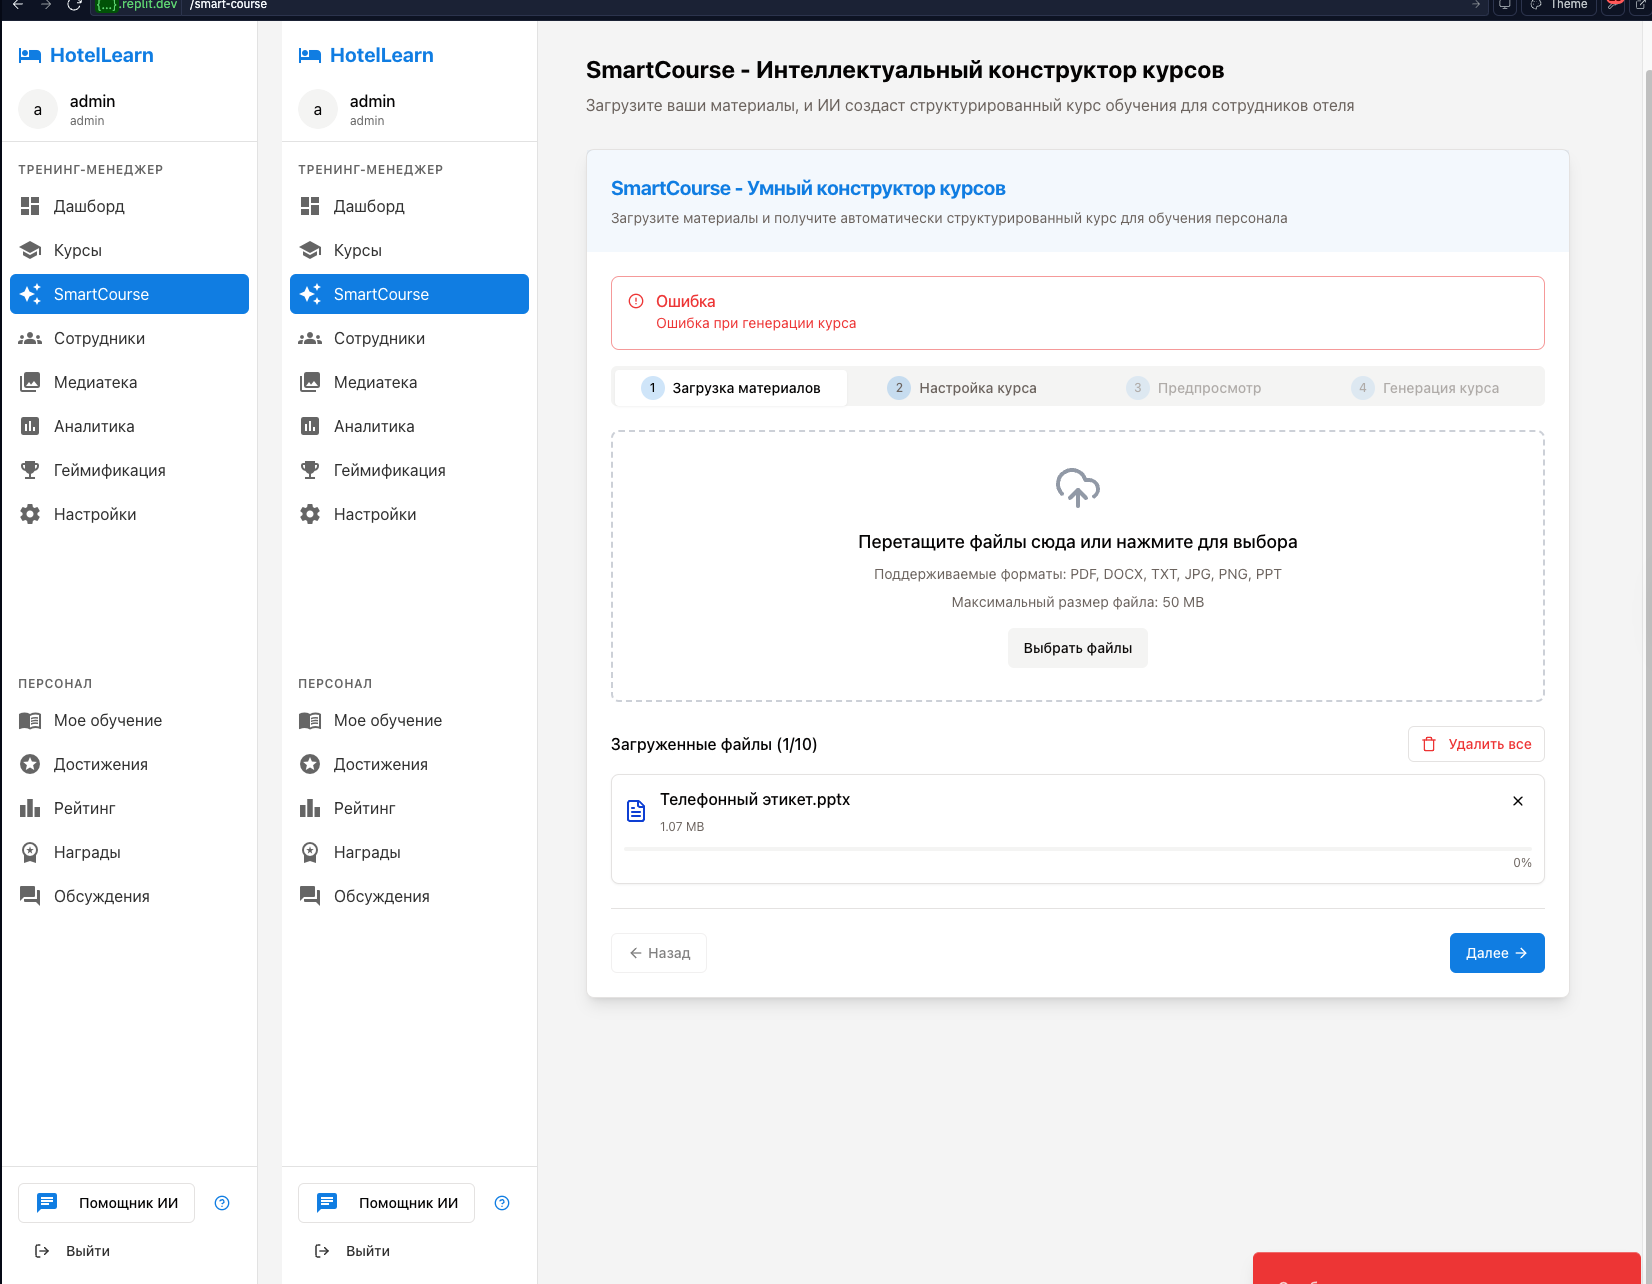 {...}.replit.dev /smart-course
Theme
HotelLearn
a
admin
admin
ТРЕНИНГ-МЕНЕДЖЕР
Дашборд
Курсы
SmartCourse
Сотрудники
Медиатека
Аналитика
Геймификация
Настройки
ПЕРСОНАЛ
Мое обучение
Достижения
Рейтинг
Награды
Обсуждения
Помощник ИИ
Выйти
HotelLearn
a
admin
admin
ТРЕНИНГ-МЕНЕДЖЕР
Дашборд
Курсы
SmartCourse
Сотрудники
Медиатека
Аналитика
Геймификация
Настройки
ПЕРСОНАЛ
Мое обучение
Достижения
Рейтинг
Награды
Обсуждения
Помощник ИИ
Выйти
SmartCourse - Интеллектуальный конструктор курсов
Загрузите ваши материалы, и ИИ создаст структурированный курс обучения для сотрудников отеля
SmartCourse - Умный конструктор курсов
Загрузите материалы и получите автоматически структурированный курс для обучения персонала
Ошибка
Ошибка при генерации курса
1 Загрузка материалов 2 Настройка курса 3 Предпросмотр 4 Генерация курса
Перетащите файлы сюда или нажмите для выбора
Поддерживаемые форматы: PDF, DOCX, TXT, JPG, PNG, PPT
Максимальный размер файла: 50 MB
Выбрать файлы
Загруженные файлы (1/10)
Удалить все
Телефонный этикет.pptx
1.07 MB
0%
Назад
Далее